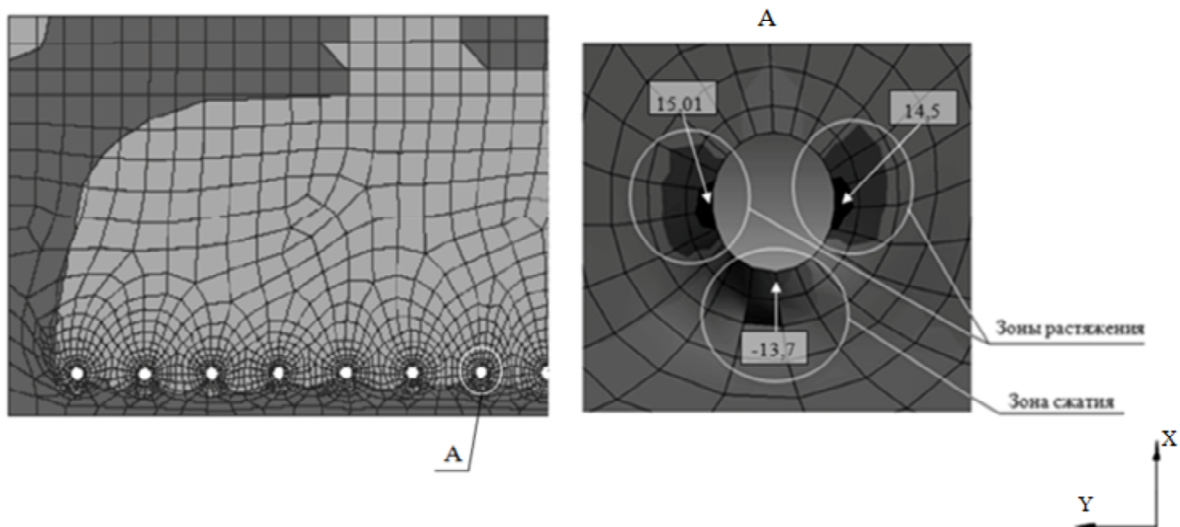 А
15,01
14,5
-13,7
Зоны растяжения
Зона сжатия
А
X
Y